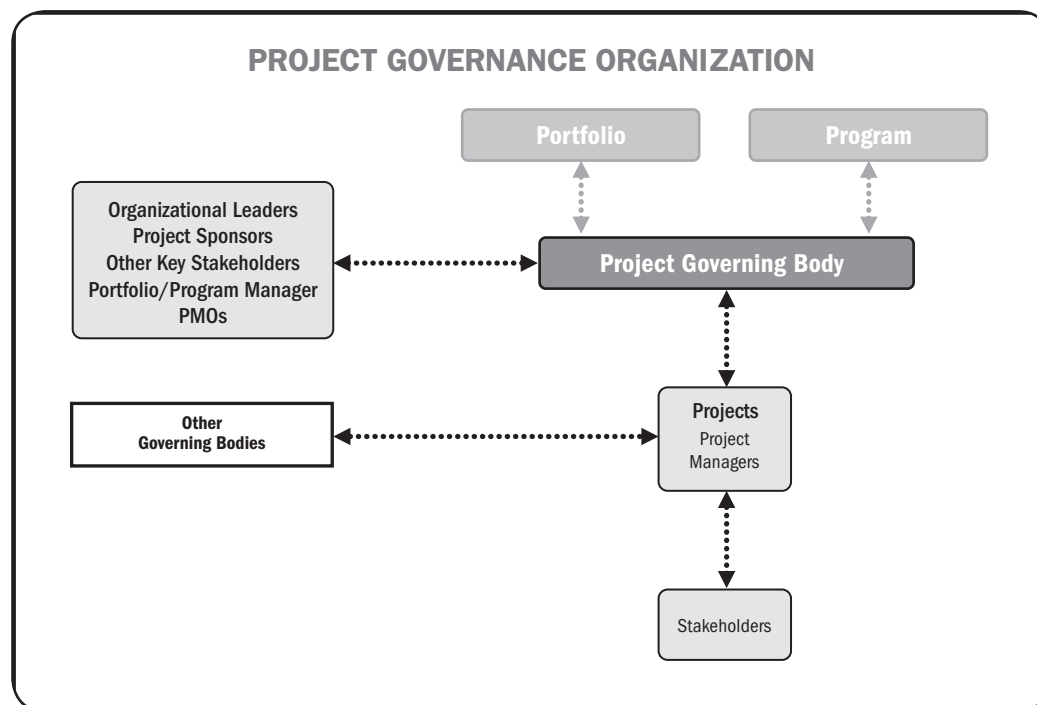 PROJECT GOVERNANCE ORGANIZATION
Portfolio
Program
Organizational Leaders
Project Sponsors
Other Key Stakeholders
Portfolio/Program Manager
PMOs
Project Governing Body
Other
Governing Bodies
Projects
Project
Managers
Stakeholders